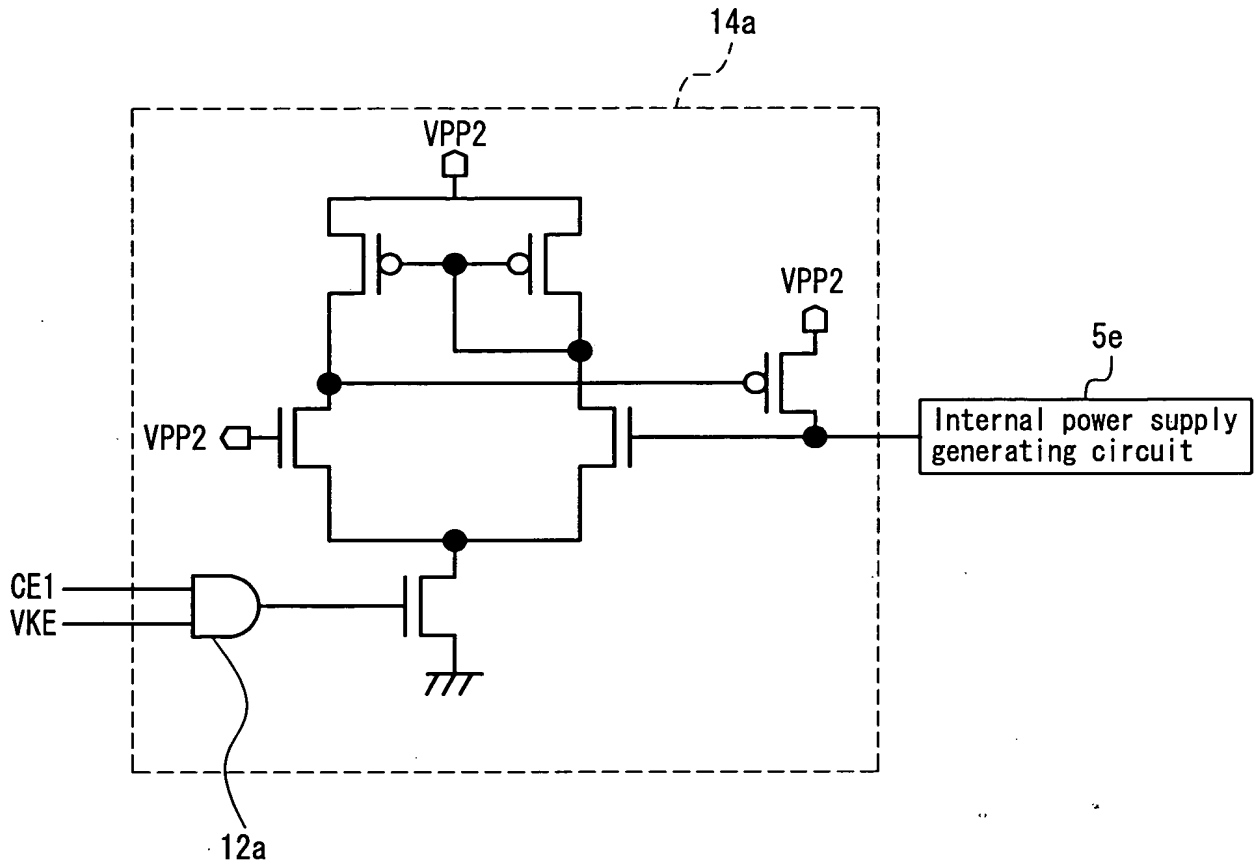 14a
VPP2
VPP2
5e
Internal power supply
generating circuit
VPP2
CE1
VKE
12a